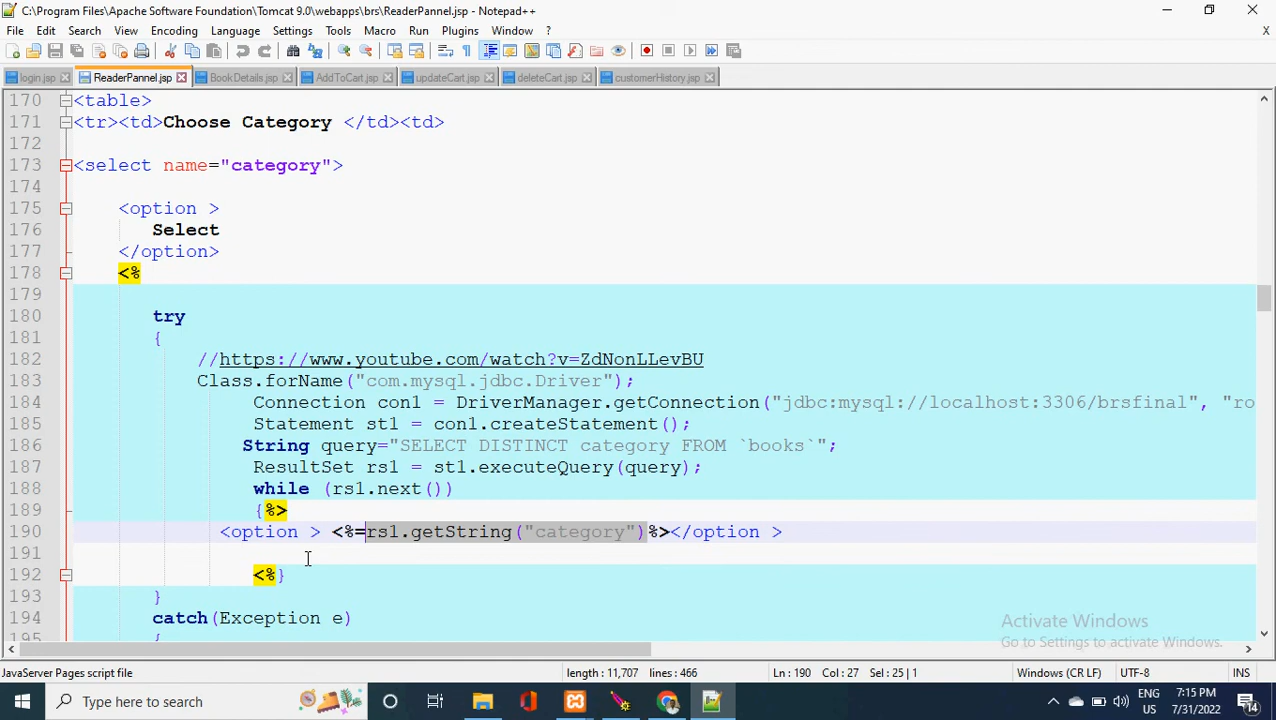 C:\Program Files\Apache Software Foundation\Tomcat 9.0\webapps\brs\ReaderPannel.jsp - Notepad++
File Edit Search View Encoding Language Settings Tools Macro Run Plugins Window ? X
login.jsp ReaderPannel.jsp BookDetails.jsp AddToCart.jsp updateCart.jsp deleteCart.jsp customerHistory.jsp
170 <table>
171 <tr><td>Choose Category </td><td>
172
173 <select name="category">
174
175 <option >
176 Select
177 </option>
178 <%
179
180 try
181 {
182 //https://www.youtube.com/watch?v=ZdNonLLevBU
183 Class.forName("com.mysql.jdbc.Driver");
184 Connection con1 = DriverManager.getConnection("jdbc:mysql://localhost:3306/brsfinal", "ro
185 Statement st1 = con1.createStatement();
186 String query="SELECT DISTINCT category FROM `books`";
187 ResultSet rs1 = st1.executeQuery(query);
188 while (rs1.next())
189 {%>
190 <option > <%=rs1.getString("category")%></option >
191
192 <%}
193 }
194 catch(Exception e)
195 {
Activate Windows
Go to Settings to activate Windows.
JavaServer Pages script file length : 11,707 lines : 466 Ln : 190 Col : 27 Sel : 25 | 1 Windows (CR LF) UTF-8 INS
Type here to search ENG 7:15 PM
US 7/31/2022 14